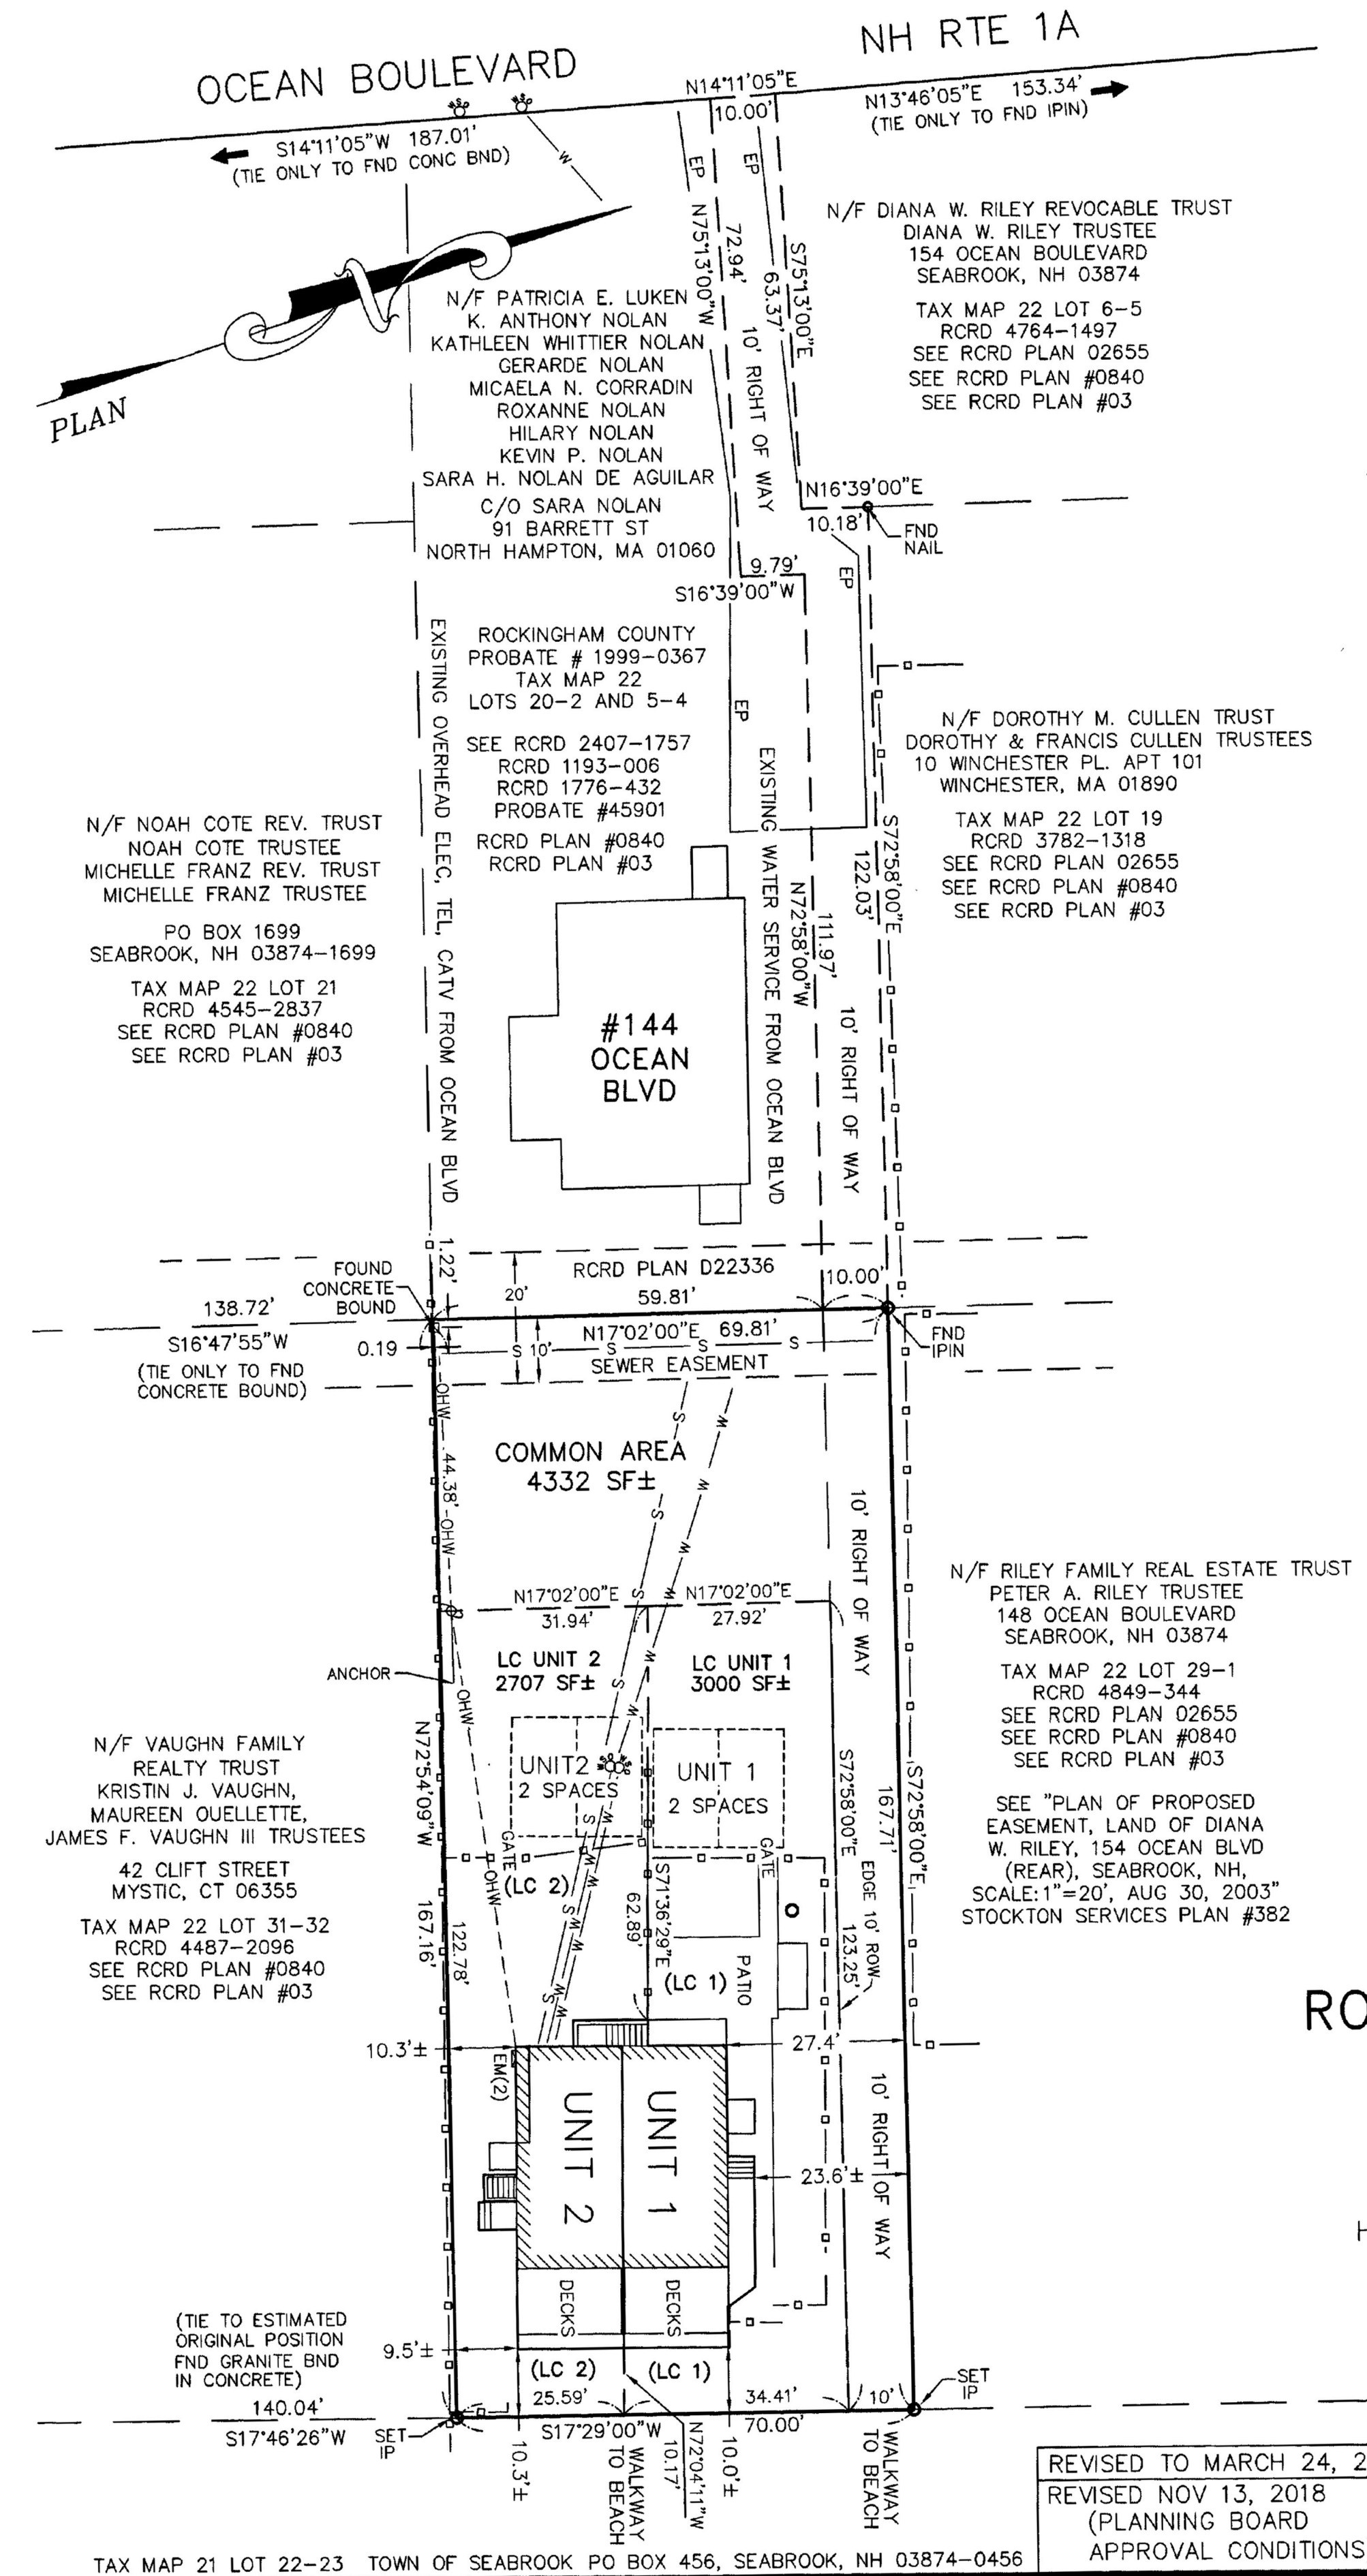 OCEAN BOULEVARD
NH RTE 1A
N14°11'05"E
10.00'
N13°46'05"E 153.34'
(TIE ONLY TO FND IPIN)
S14°11'05"W 187.01'
(TIE ONLY TO FND CONC BND)
W
EP
EP
N75°13'00"W
72.94'
63.37'
S75°13'00"E
10' RIGHT OF WAY
N
PLAN
N/F DIANA W. RILEY REVOCABLE TRUST
DIANA W. RILEY TRUSTEE
154 OCEAN BOULEVARD
SEABROOK, NH 03874
TAX MAP 22 LOT 6-5
RCRD 4764-1497
SEE RCRD PLAN 02655
SEE RCRD PLAN #0840
SEE RCRD PLAN #03
N/F PATRICIA E. LUKEN
K. ANTHONY NOLAN
KATHLEEN WHITTIER NOLAN
GERARDE NOLAN
MICAELA N. CORRADIN
ROXANNE NOLAN
HILARY NOLAN
KEVIN P. NOLAN
SARA H. NOLAN DE AGUILAR
C/O SARA NOLAN
91 BARRETT ST
NORTH HAMPTON, MA 01060
N16°39'00"E
10.18'
FND
NAIL
EP
9.79'
S16°39'00"W
ROCKINGHAM COUNTY
PROBATE # 1999-0367
TAX MAP 22
LOTS 20-2 AND 5-4
SEE RCRD 2407-1757
RCRD 1193-006
RCRD 1776-432
PROBATE #45901
RCRD PLAN #0840
RCRD PLAN #03
EP
EXISTING OVERHEAD ELEC, TEL, CATV FROM OCEAN BLVD
EXISTING WATER SERVICE FROM OCEAN BLVD
N/F DOROTHY M. CULLEN TRUST
DOROTHY & FRANCIS CULLEN TRUSTEES
10 WINCHESTER PL. APT 101
WINCHESTER, MA 01890
TAX MAP 22 LOT 19
RCRD 3782-1318
SEE RCRD PLAN 02655
SEE RCRD PLAN #0840
SEE RCRD PLAN #03
S72°58'00"E
122.03'
N72°58'00"W
111.97'
10' RIGHT OF WAY
N/F NOAH COTE REV. TRUST
NOAH COTE TRUSTEE
MICHELLE FRANZ REV. TRUST
MICHELLE FRANZ TRUSTEE
PO BOX 1699
SEABROOK, NH 03874-1699
TAX MAP 22 LOT 21
RCRD 4545-2837
SEE RCRD PLAN #0840
SEE RCRD PLAN #03
#144
OCEAN
BLVD
1.22'
FOUND
CONCRETE
BOUND
20'
RCRD PLAN D22336
10.00'
59.81'
138.72'
S16°47'55"W
(TIE ONLY TO FND
CONCRETE BOUND)
0.19
N17°02'00"E 69.81'
S 10' S S S S
SEWER EASEMENT
FND
IPIN
OHW 44.38' OHW
COMMON AREA
4332 SF±
S
W
10' RIGHT OF WAY
N17°02'00"E
31.94'
N17°02'00"E
27.92'
ANCHOR
LC UNIT 2
2707 SF±
LC UNIT 1
3000 SF±
OHW
N/F RILEY FAMILY REAL ESTATE TRUST
PETER A. RILEY TRUSTEE
148 OCEAN BOULEVARD
SEABROOK, NH 03874
TAX MAP 22 LOT 29-1
RCRD 4849-344
SEE RCRD PLAN 02655
SEE RCRD PLAN #0840
SEE RCRD PLAN #03
SEE "PLAN OF PROPOSED
EASEMENT, LAND OF DIANA
W. RILEY, 154 OCEAN BLVD
(REAR), SEABROOK, NH,
SCALE:1"=20', AUG 30, 2003"
STOCKTON SERVICES PLAN #382
N/F VAUGHN FAMILY
REALTY TRUST
KRISTIN J. VAUGHN,
MAUREEN OUELLETTE,
JAMES F. VAUGHN III TRUSTEES
42 CLIFT STREET
MYSTIC, CT 06355
TAX MAP 22 LOT 31-32
RCRD 4487-2096
SEE RCRD PLAN #0840
SEE RCRD PLAN #03
N72°54'09"W
167.16'
122.78'
UNIT2
2 SPACES
UNIT 1
2 SPACES
GATE
OHW
(LC 2)
S71°36'29"E
62.89'
(LC 1)
PATIO
GATE
S72°58'00"E
123.25'
EDGE 10' ROW
167.71'
S72°58'00"E
RO
10.3'±
EM(2)
27.4'
UNIT 2
UNIT 1
23.6'±
10' RIGHT OF WAY
H
DECKS
DECKS
9.5'±
(LC 2)
(LC 1)
(TIE TO ESTIMATED
ORIGINAL POSITION
FND GRANITE BND
IN CONCRETE)
140.04'
S17°46'26"W
SET
IP
25.59'
34.41'
10'
SET
IP
S17°29'00"W
70.00'
10.3'±
WALKWAY
TO BEACH
N72°04'11"W
10.17'
10.0'±
WALKWAY
TO BEACH
REVISED TO MARCH 24, 2
REVISED NOV 13, 2018
(PLANNING BOARD
APPROVAL CONDITIONS
TAX MAP 21 LOT 22-23 TOWN OF SEABROOK PO BOX 456, SEABROOK, NH 03874-0456